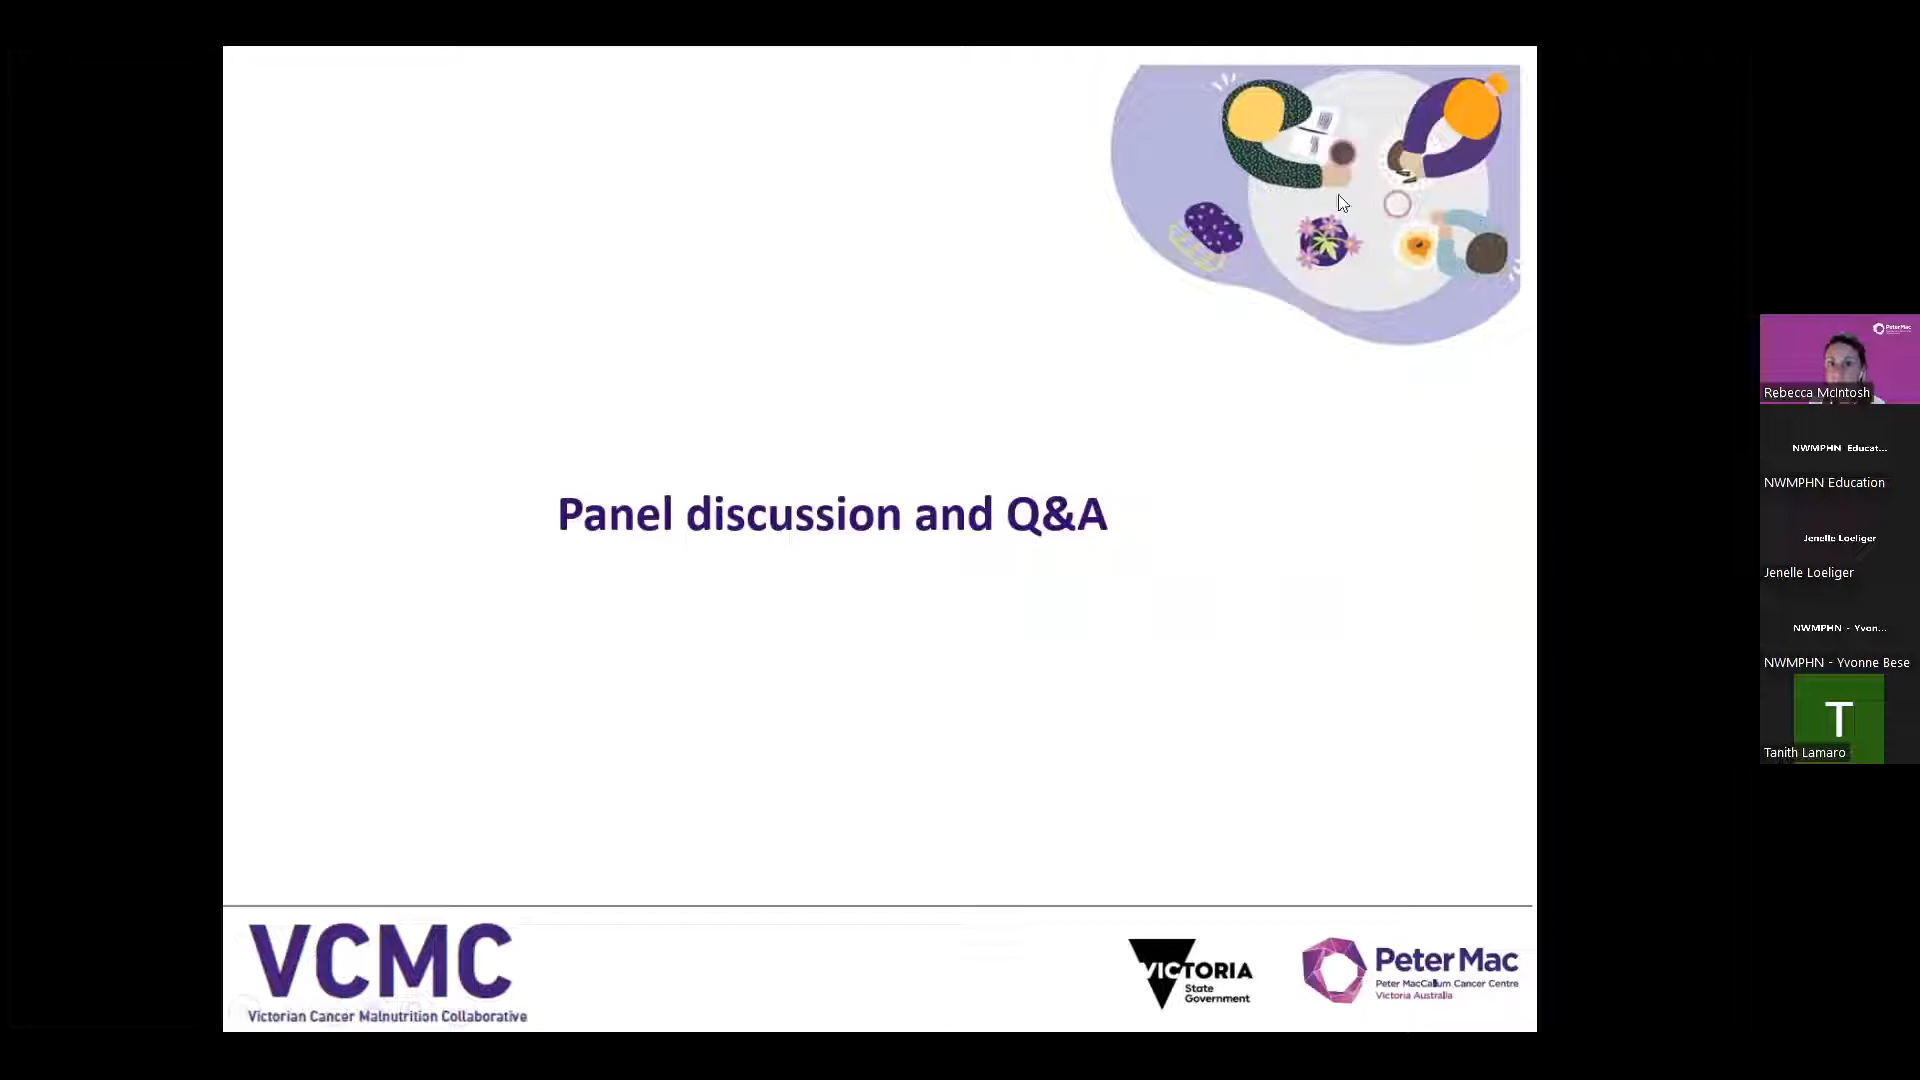 Panel discussion and Q&A
VCMC
Victorian Cancer Malnutrition Collaborative
VICTORIA
State
Government
Peter Mac
Peter MacCallum Cancer Centre
Victoria Australia
PeterMac
Rebecca McIntosh
NWMPHN Educat...
NWMPHN Education
Jenelle Loeliger
Jenelle Loeliger
NWMPHN - Yvon...
NWMPHN - Yvonne Bese
T
Tanith Lamaro